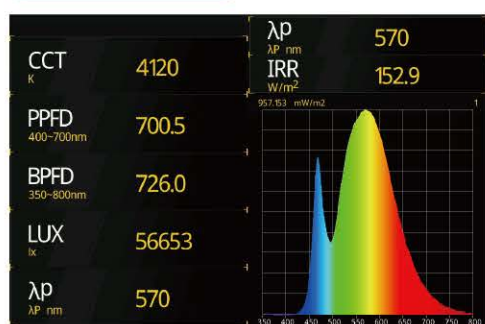 CCT
K
4120
PPFD
400~700nm
700.5
BPFD
350~800nm
726.0
LUX
lx
56653
λp
λP nm
570
λp
λP nm
570
IRR
W/m²
152.9
957.153 mW/m2 1
350 400 450 500 550 600 650 700 750 800